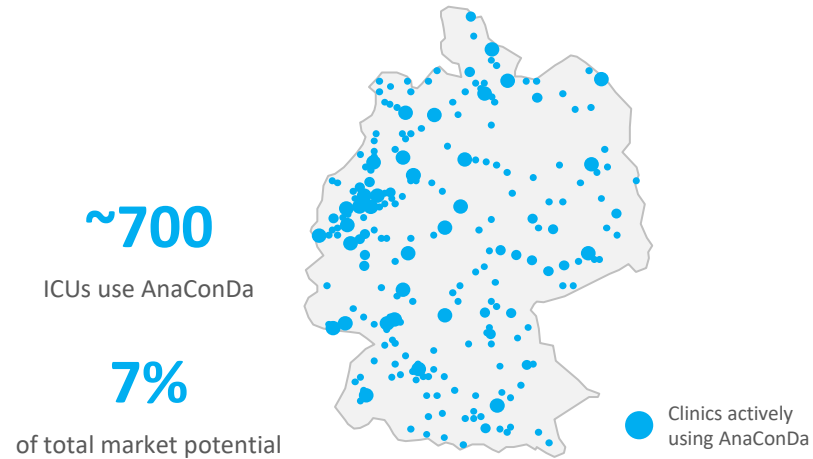 ~700
ICUs use AnaConDa
7%
of total market potential
Clinics actively
using AnaConDa